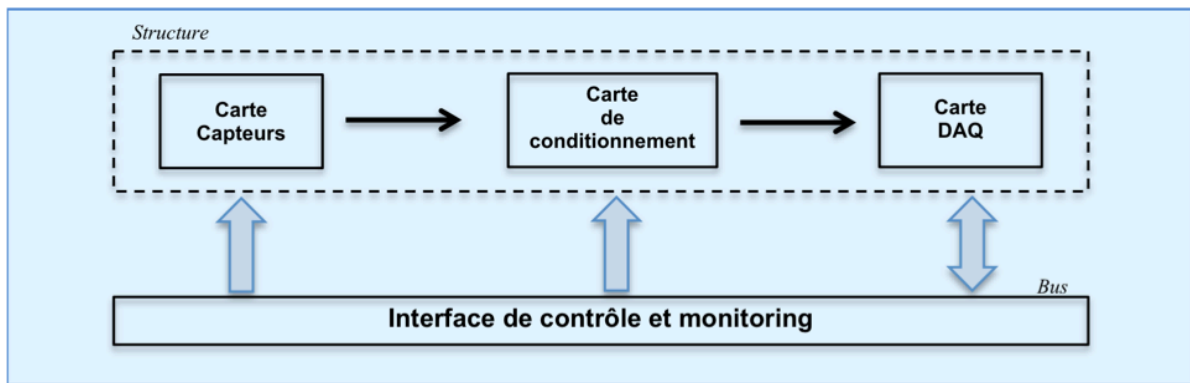 Structure
Carte
Capteurs
Carte
de
conditionnement
Carte
DAQ
Bus
Interface de contrôle et monitoring